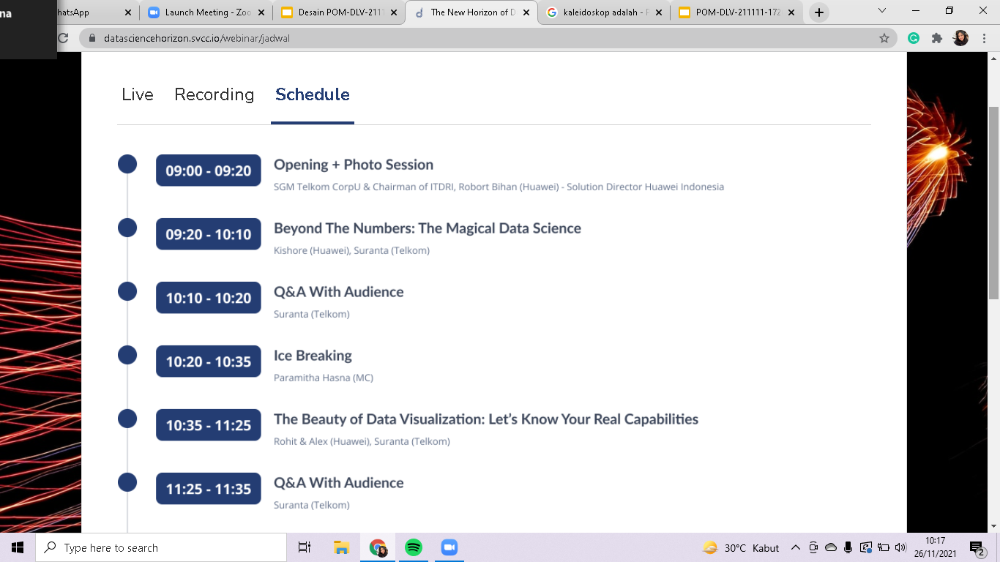 na
hatsApp
Launch Meeting - Zoo
Desain POM-DLV-2111
The New Horizon of D
kaleidoskop adalah - P
POM-DLV-211111-172
datasciencehorizon.svcc.io/webinar/jadwal
Live Recording Schedule
09:00 - 09:20 Opening + Photo Session
SGM Telkom CorpU & Chairman of ITDRI, Robort Bihan (Huawei) - Solution Director Huawei Indonesia
09:20 - 10:10 Beyond The Numbers: The Magical Data Science
Kishore (Huawei), Suranta (Telkom)
10:10 - 10:20 Q&A With Audience
Suranta (Telkom)
10:20 - 10:35 Ice Breaking
Paramitha Hasna (MC)
10:35 - 11:25 The Beauty of Data Visualization: Let’s Know Your Real Capabilities
Rohit & Alex (Huawei), Suranta (Telkom)
11:25 - 11:35 Q&A With Audience
Suranta (Telkom)
Type here to search
30°C Kabut
10:17
26/11/2021
2